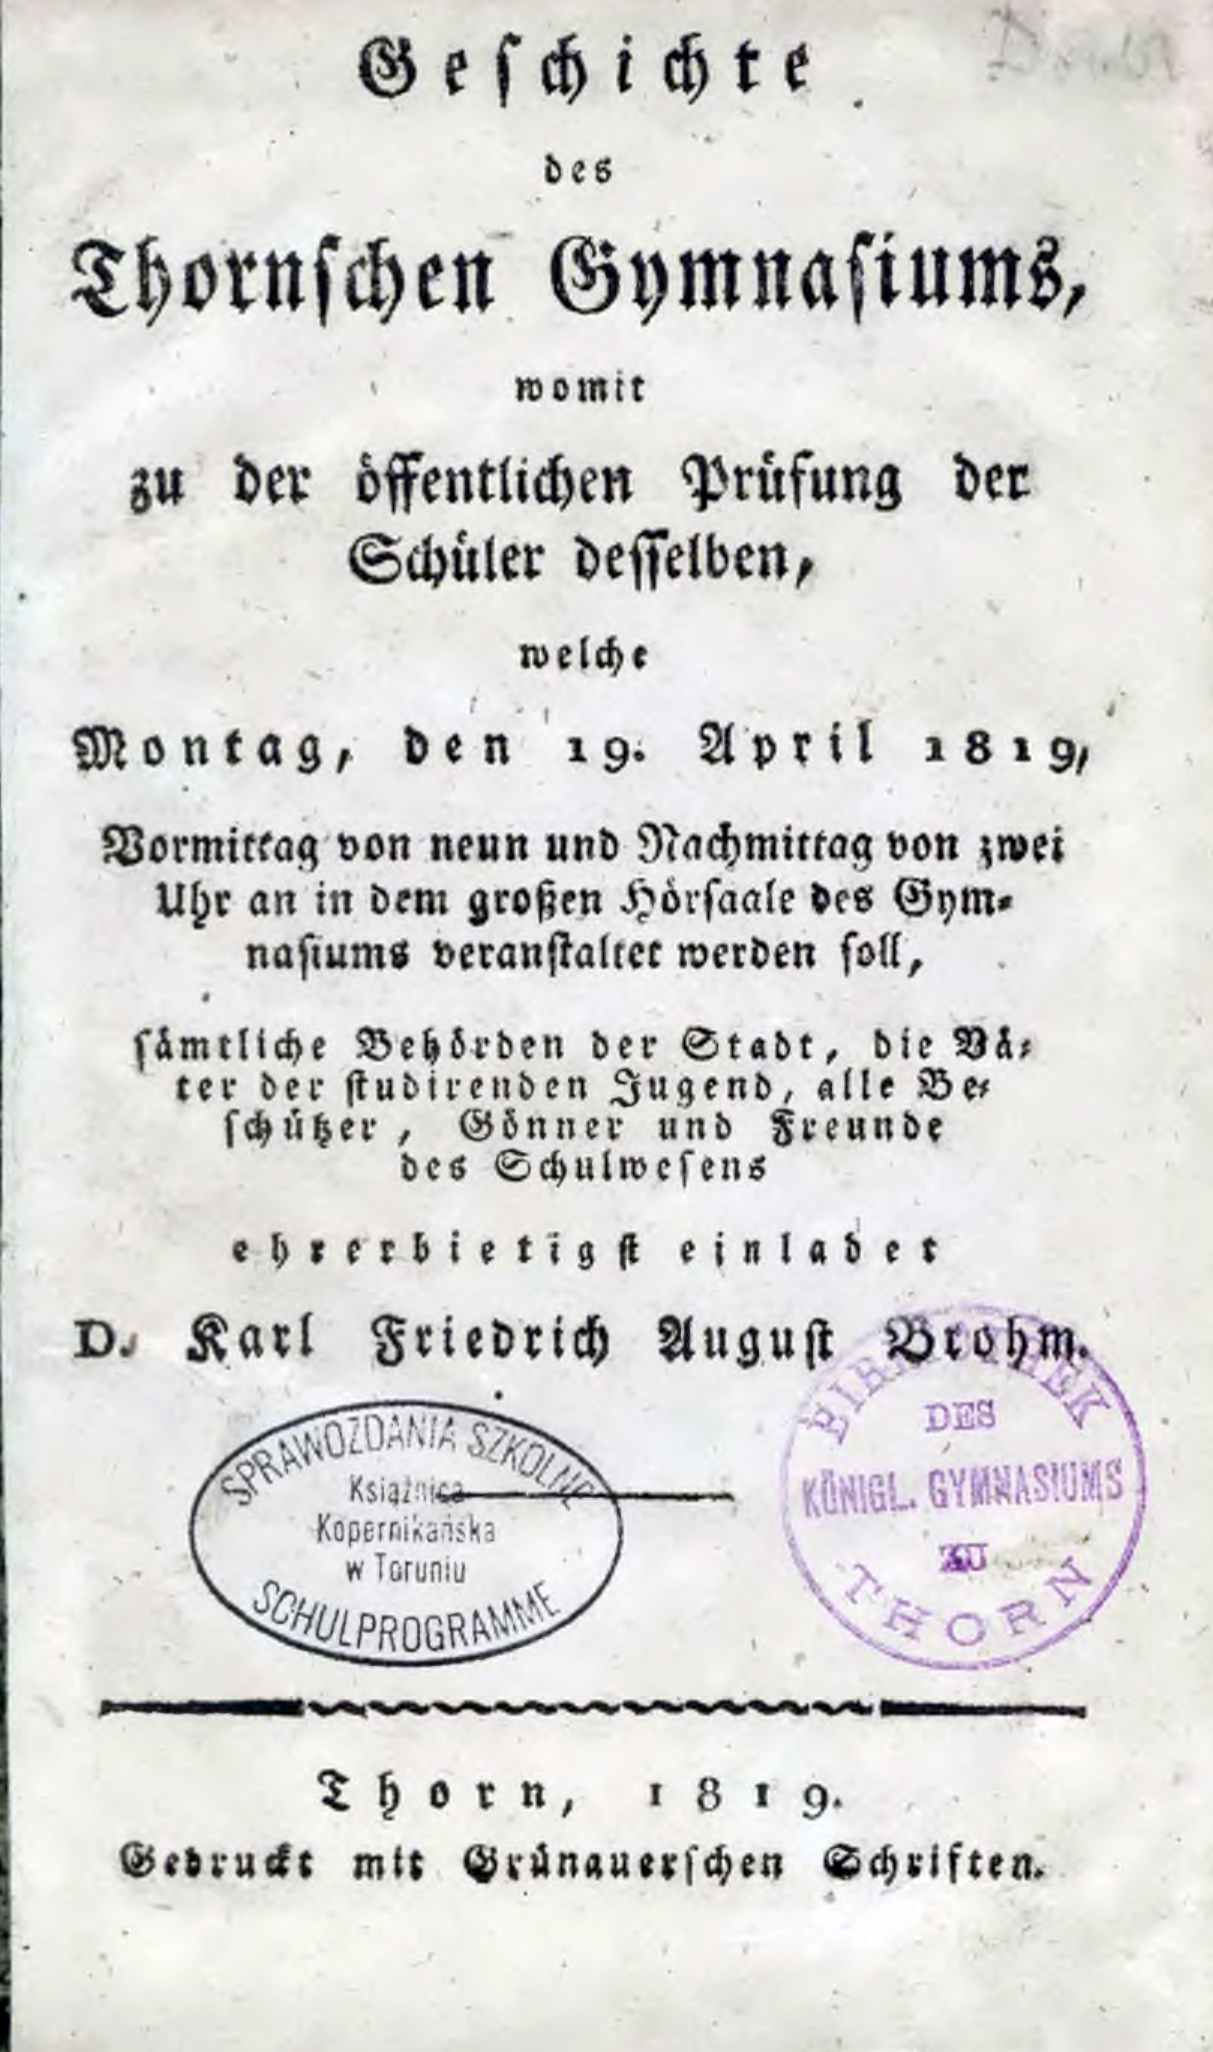 Geschichte
des
Thornschen Gymnasiums,
womit
zu der öffentlichen Prüfung der
Schüler desselben,
welche
Montag, den 19. April 1819,
Vormittag von neun und Nachmittag von zwei
Uhr an in dem großen Hörsaale des Gym-
nasiums veranstaltet werden soll,
sämtliche Behörden der Stadt, die Vä-
ter der studirenden Jugend, alle Be-
schützer, Gönner und Freunde
des Schulwesens
ehrerbietigst einladet
D. Karl Friedrich August Brohm.
SPRAWOZDANIA SZKOLNE
Książnica
Kopernikańska
w Toruniu
SCHULPROGRAMME
BIBLIOTHEK
DES
KÖNIGL. GYMNASIUMS
ZU
THORN
Thorn, 1819.
Gedruckt mit Grünauerschen Schriften.